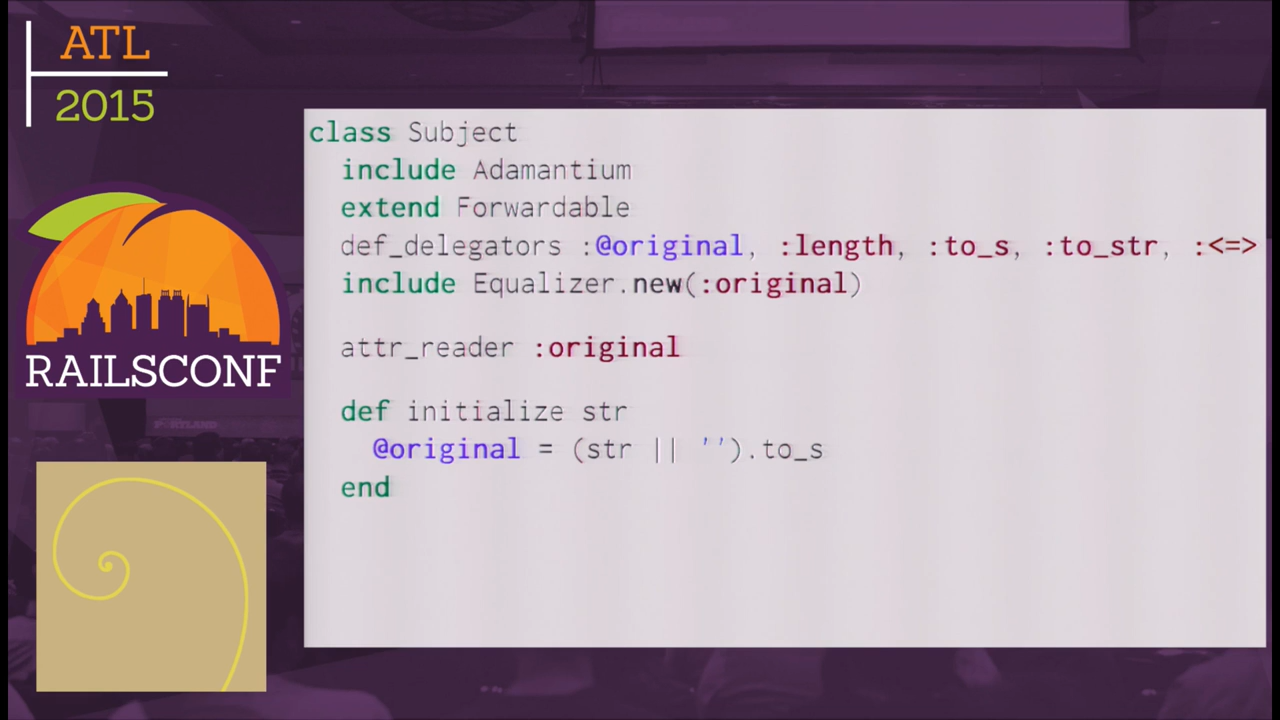 ATL
2015
RAILSCONF
class Subject
  include Adamantium
  extend Forwardable
  def_delegators :@original, :length, :to_s, :to_str, :<=>
  include Equalizer.new(:original)
  attr_reader :original
  def initialize str
    @original = (str || '').to_s
  end
PORTLAND